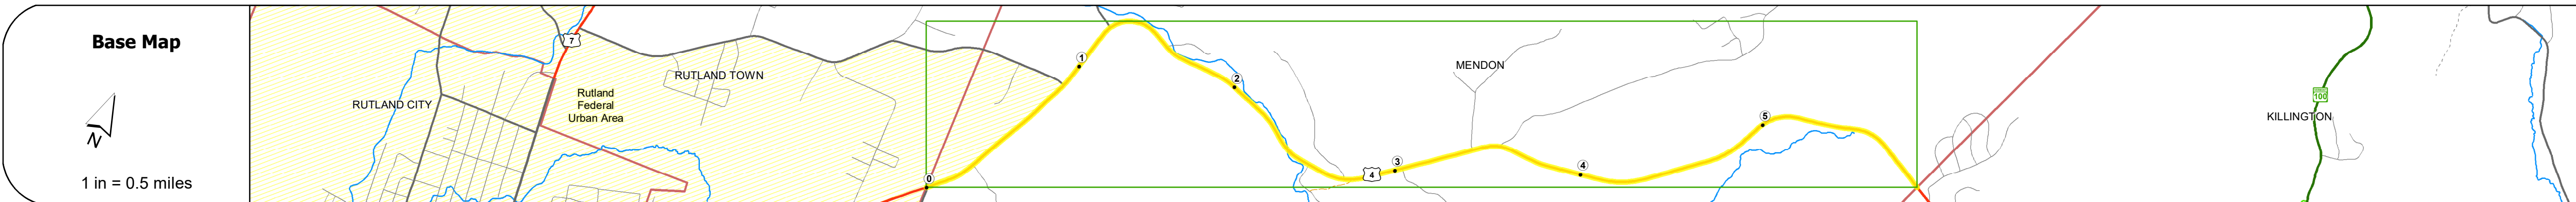 Base Map
N
1 in = 0.5 miles
7
RUTLAND TOWN
RUTLAND CITY
Rutland
Federal
Urban Area
0
1
2
3
4
4
5
MENDON
100
KILLINGTON